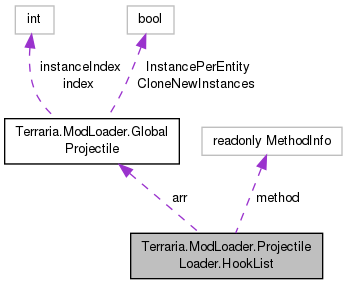 int
bool
instanceIndex
index
InstancePerEntity
CloneNewInstances
Terraria.ModLoader.Global
Projectile
readonly MethodInfo
arr
method
Terraria.ModLoader.Projectile
Loader.HookList